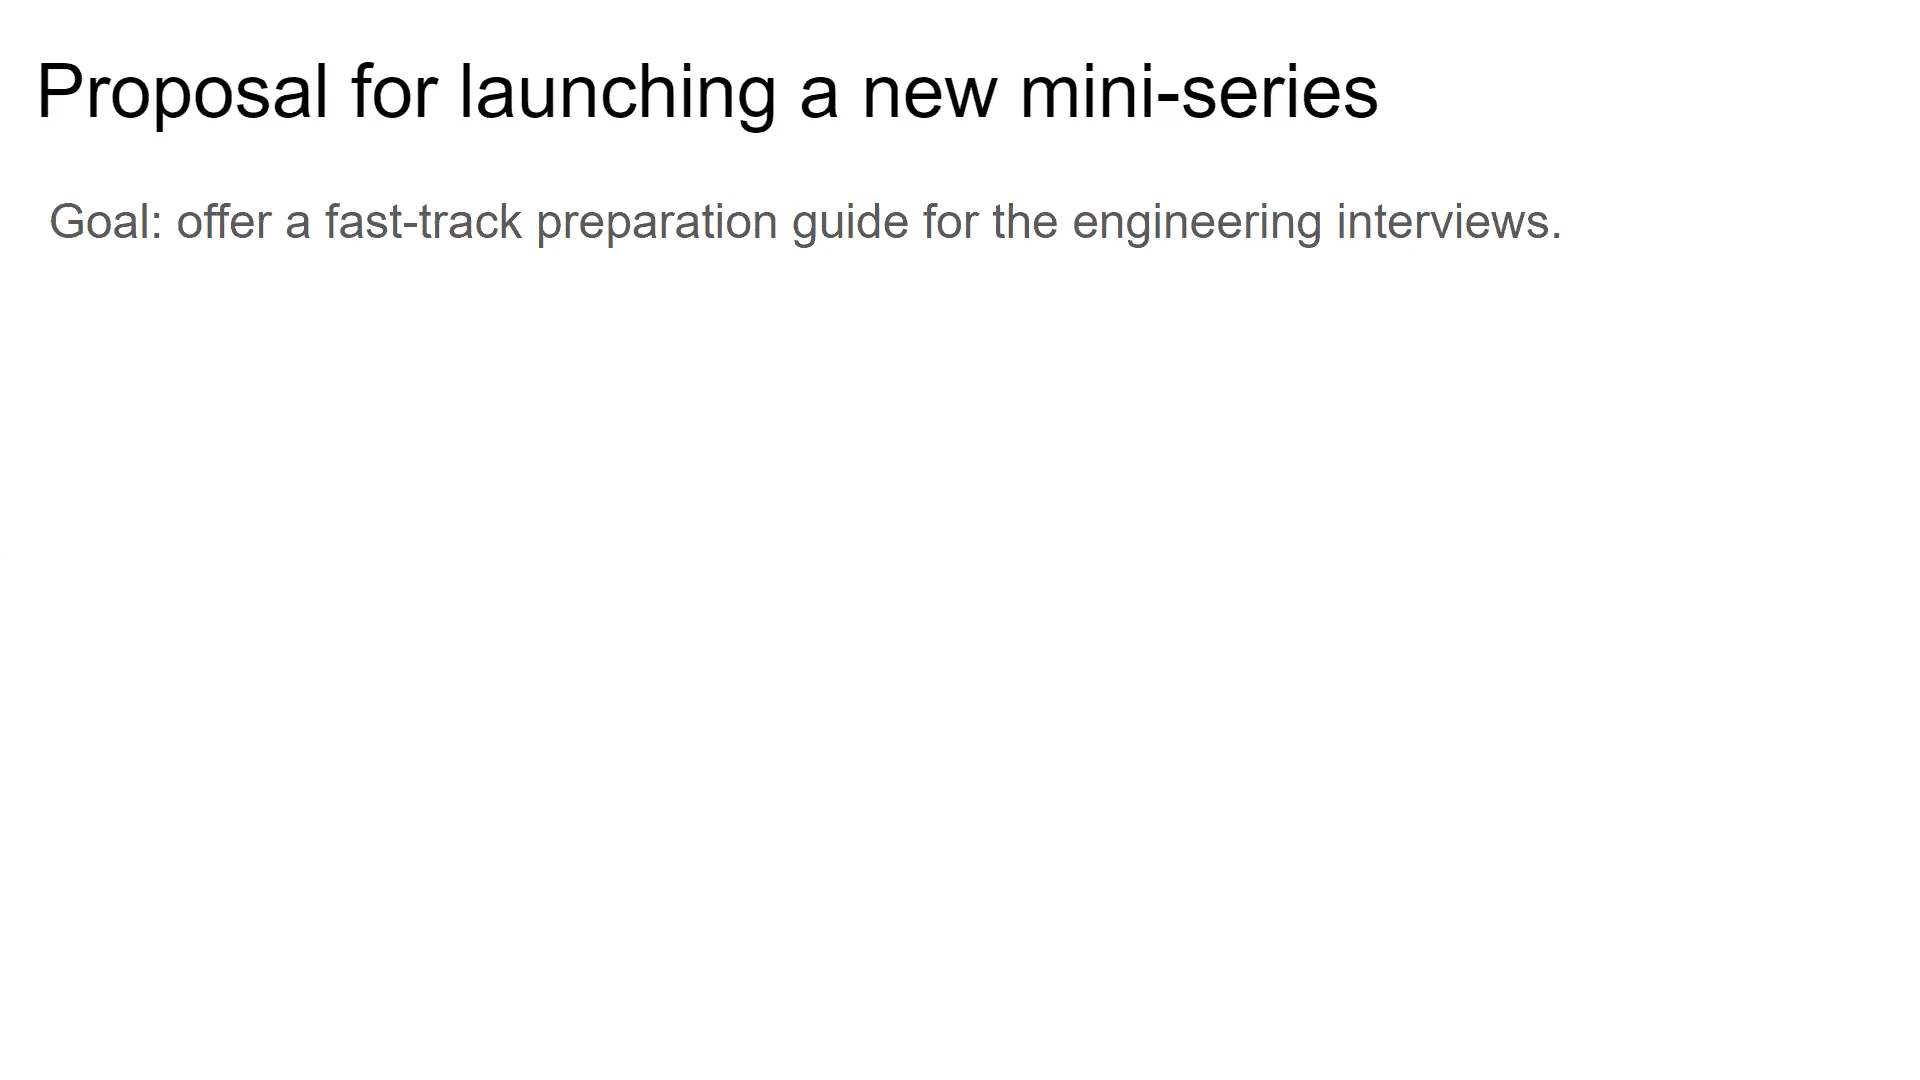 Proposal for launching a new mini-series
Goal: offer a fast-track preparation guide for the engineering interviews.